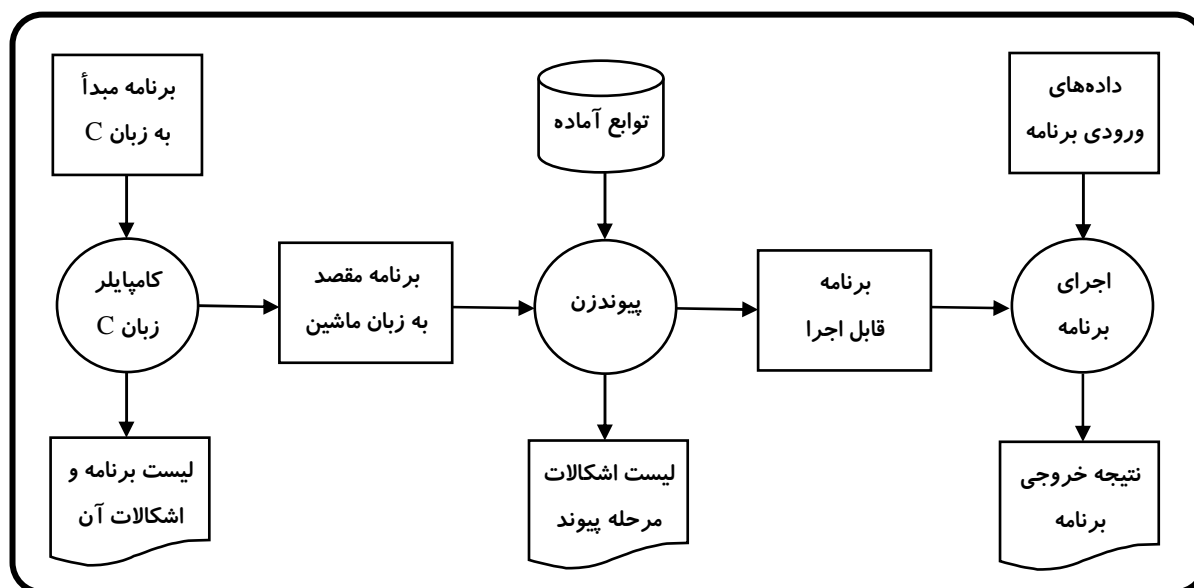 برنامه مبدأ
به زبان C
توابع آماده
داده‌های
ورودی برنامه
کامپایلر
زبان C
برنامه مقصد
به زبان ماشین
پیوندزن
برنامه
قابل اجرا
اجرای
برنامه
لیست برنامه و
اشکالات آن
لیست اشکالات
مرحله پیوند
نتیجه خروجی
برنامه